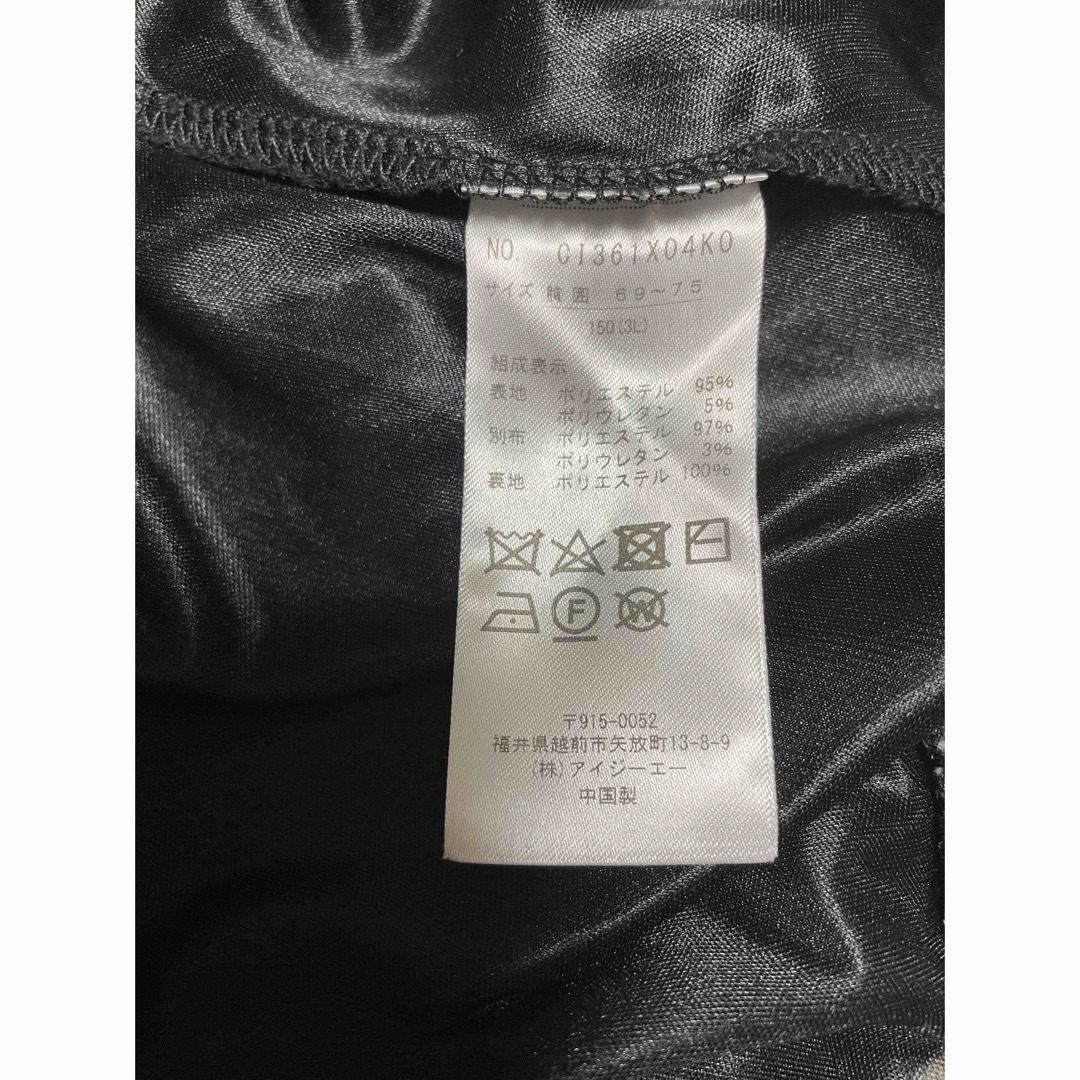 NO. CI361X04KO
サイズ 胸囲 69～75
150(3L)
組成表示
表地 ポリエステル 95%
ポリウレタン 5%
別布 ポリエステル 97%
ポリウレタン 3%
裏地 ポリエステル 100%
F W
〒915-0052
福井県越前市矢放町13-8-9
(株)アイジーエー
中国製